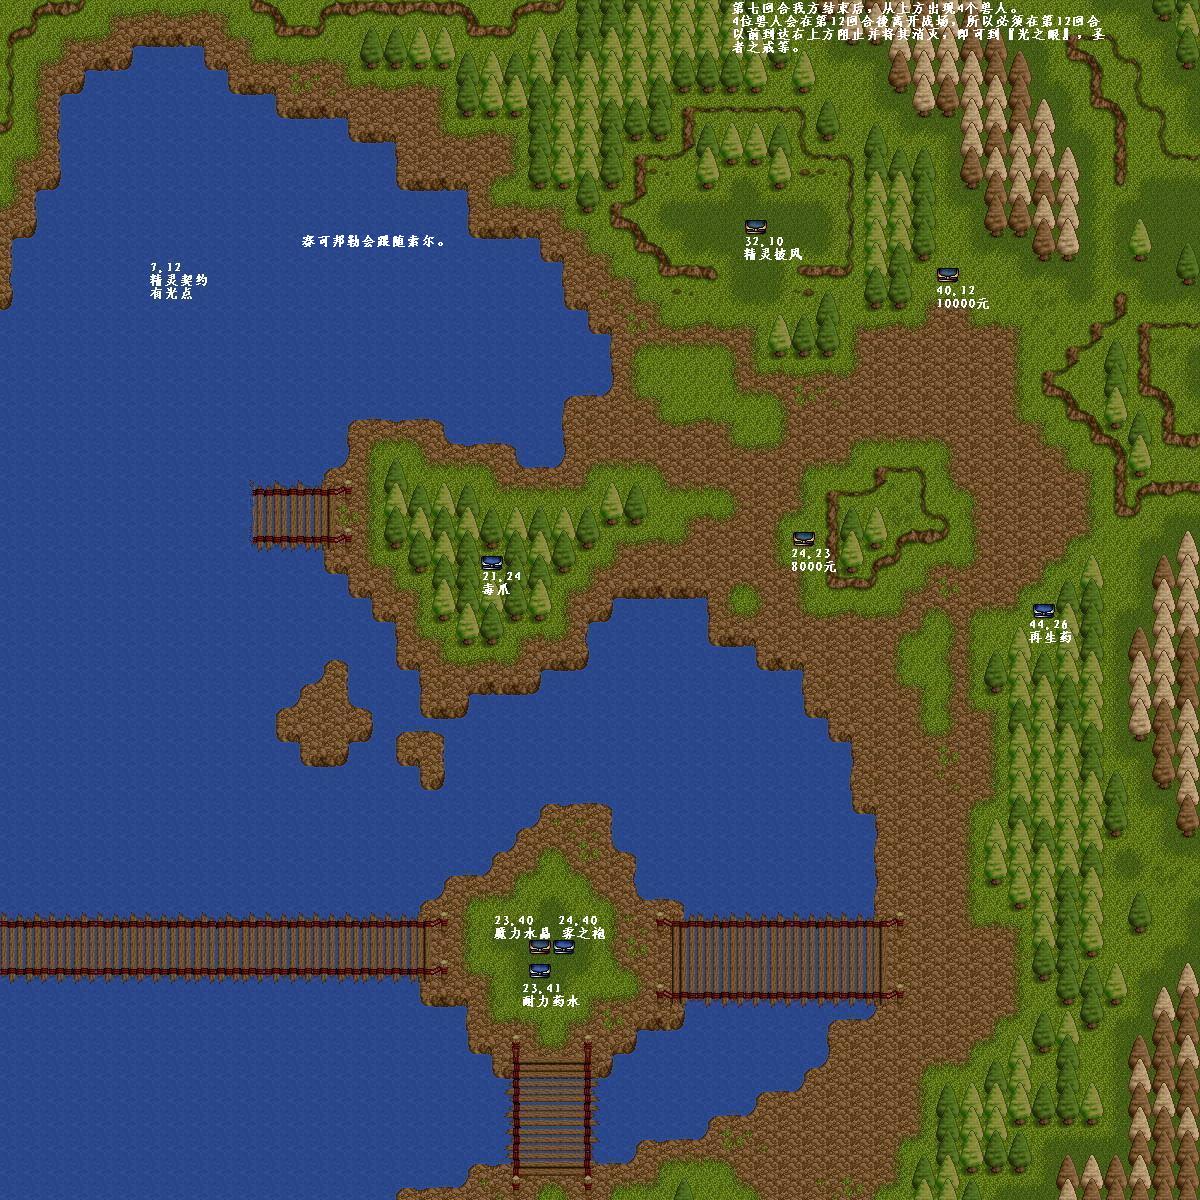 第七回合我方结束后，从上方出现4个兽人。
4位兽人会在第12回合後离开战场，所以必须在第12回合
以前到达右上方阻止并将其消灭，即可到『光之眼』，圣
者之戒等。
32,10
精灵披风
赛可邦勒会跟随索尔。
7,12
精灵契约
有光点
40,12
10000元
24,23
8000元
21,24
毒爪
44,26
再生药
23,40 24,40
魔力水晶 雾之袍
23,41
耐力药水